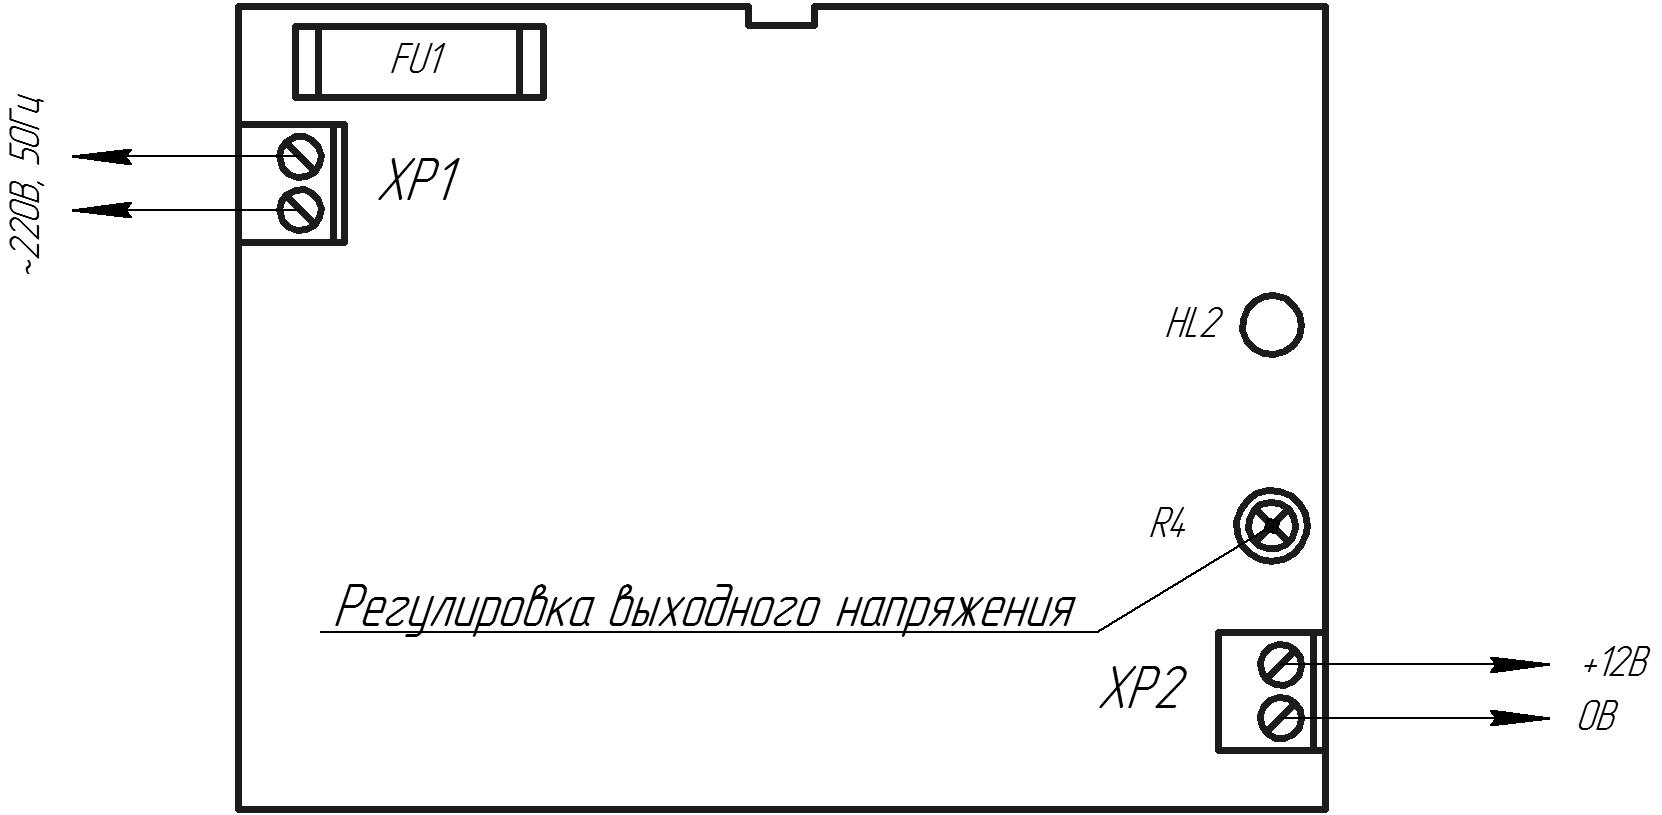 FU1
~220В, 50Гц
XP1
HL2
R4
Регулировка выходного напряжения
XP2
+12В
0В